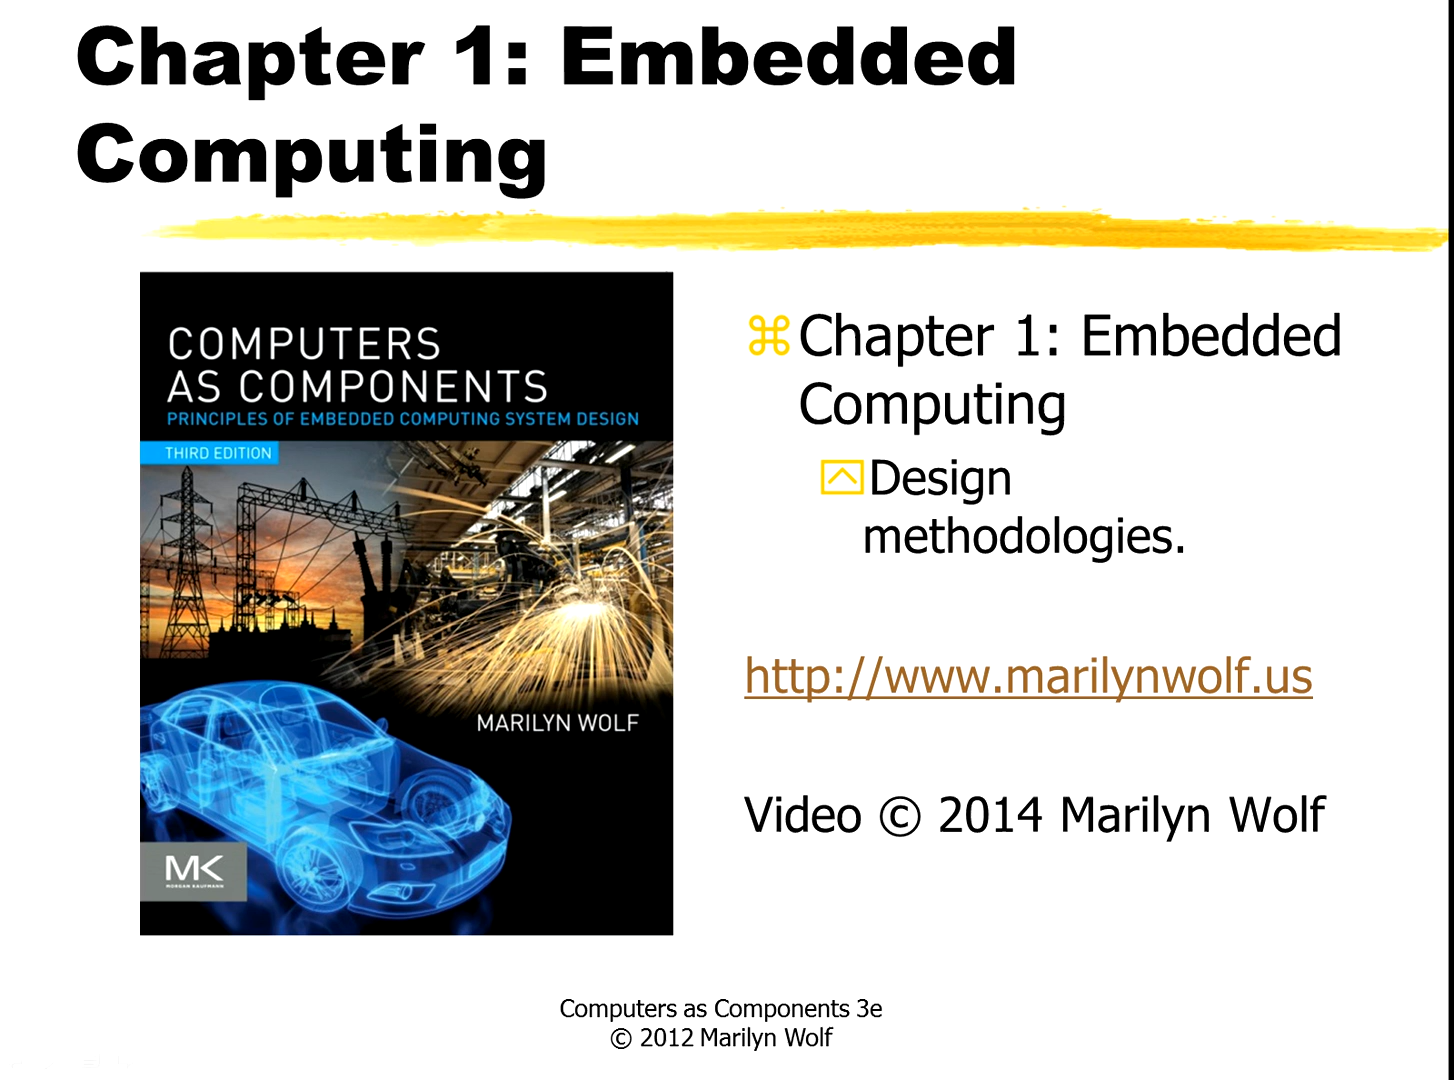 Chapter 1: Embedded
Computing
COMPUTERS
AS COMPONENTS
PRINCIPLES OF EMBEDDED COMPUTING SYSTEM DESIGN
THIRD EDITION
MARILYN WOLF
MK
MORGAN KAUFMANN
⌘Chapter 1: Embedded
Computing
Design
methodologies.
http://www.marilynwolf.us
Video © 2014 Marilyn Wolf
Computers as Components 3e
© 2012 Marilyn Wolf